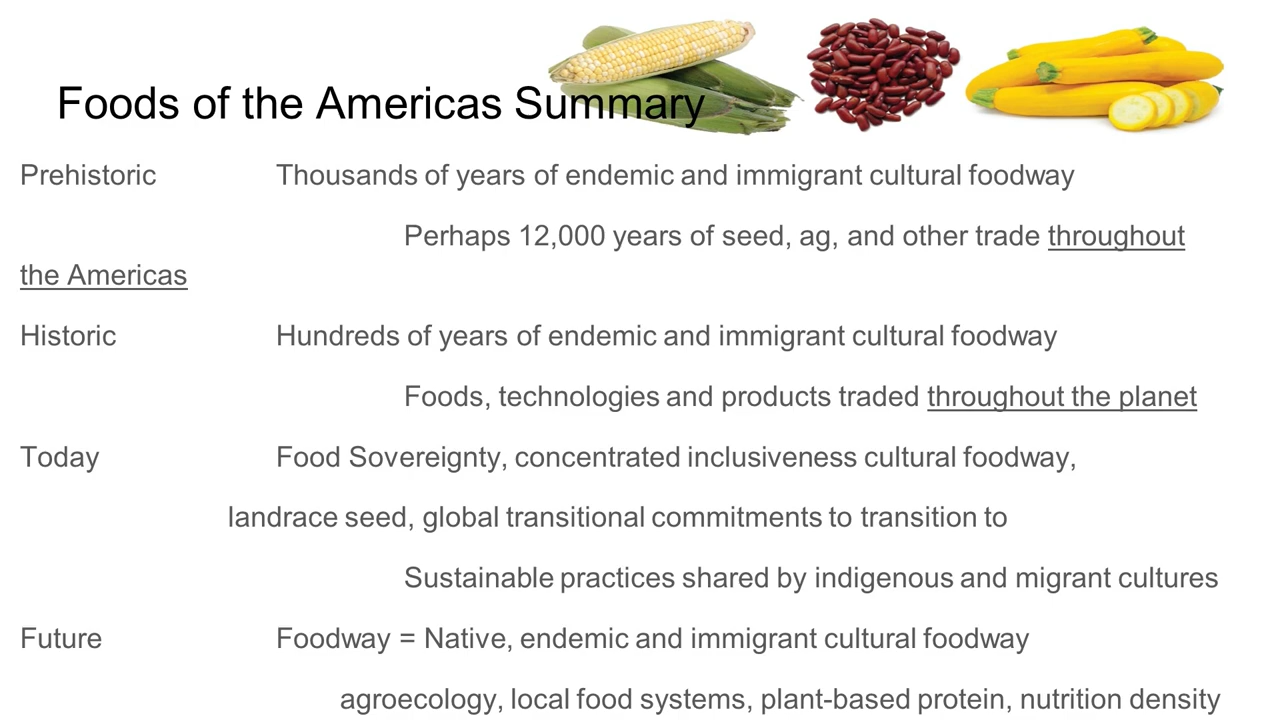 Foods of the Americas Summary
Prehistoric Thousands of years of endemic and immigrant cultural foodway
Perhaps 12,000 years of seed, ag, and other trade throughout
the Americas
Historic Hundreds of years of endemic and immigrant cultural foodway
Foods, technologies and products traded throughout the planet
Today Food Sovereignty, concentrated inclusiveness cultural foodway,
landrace seed, global transitional commitments to transition to
Sustainable practices shared by indigenous and migrant cultures
Future Foodway = Native, endemic and immigrant cultural foodway
agroecology, local food systems, plant-based protein, nutrition density